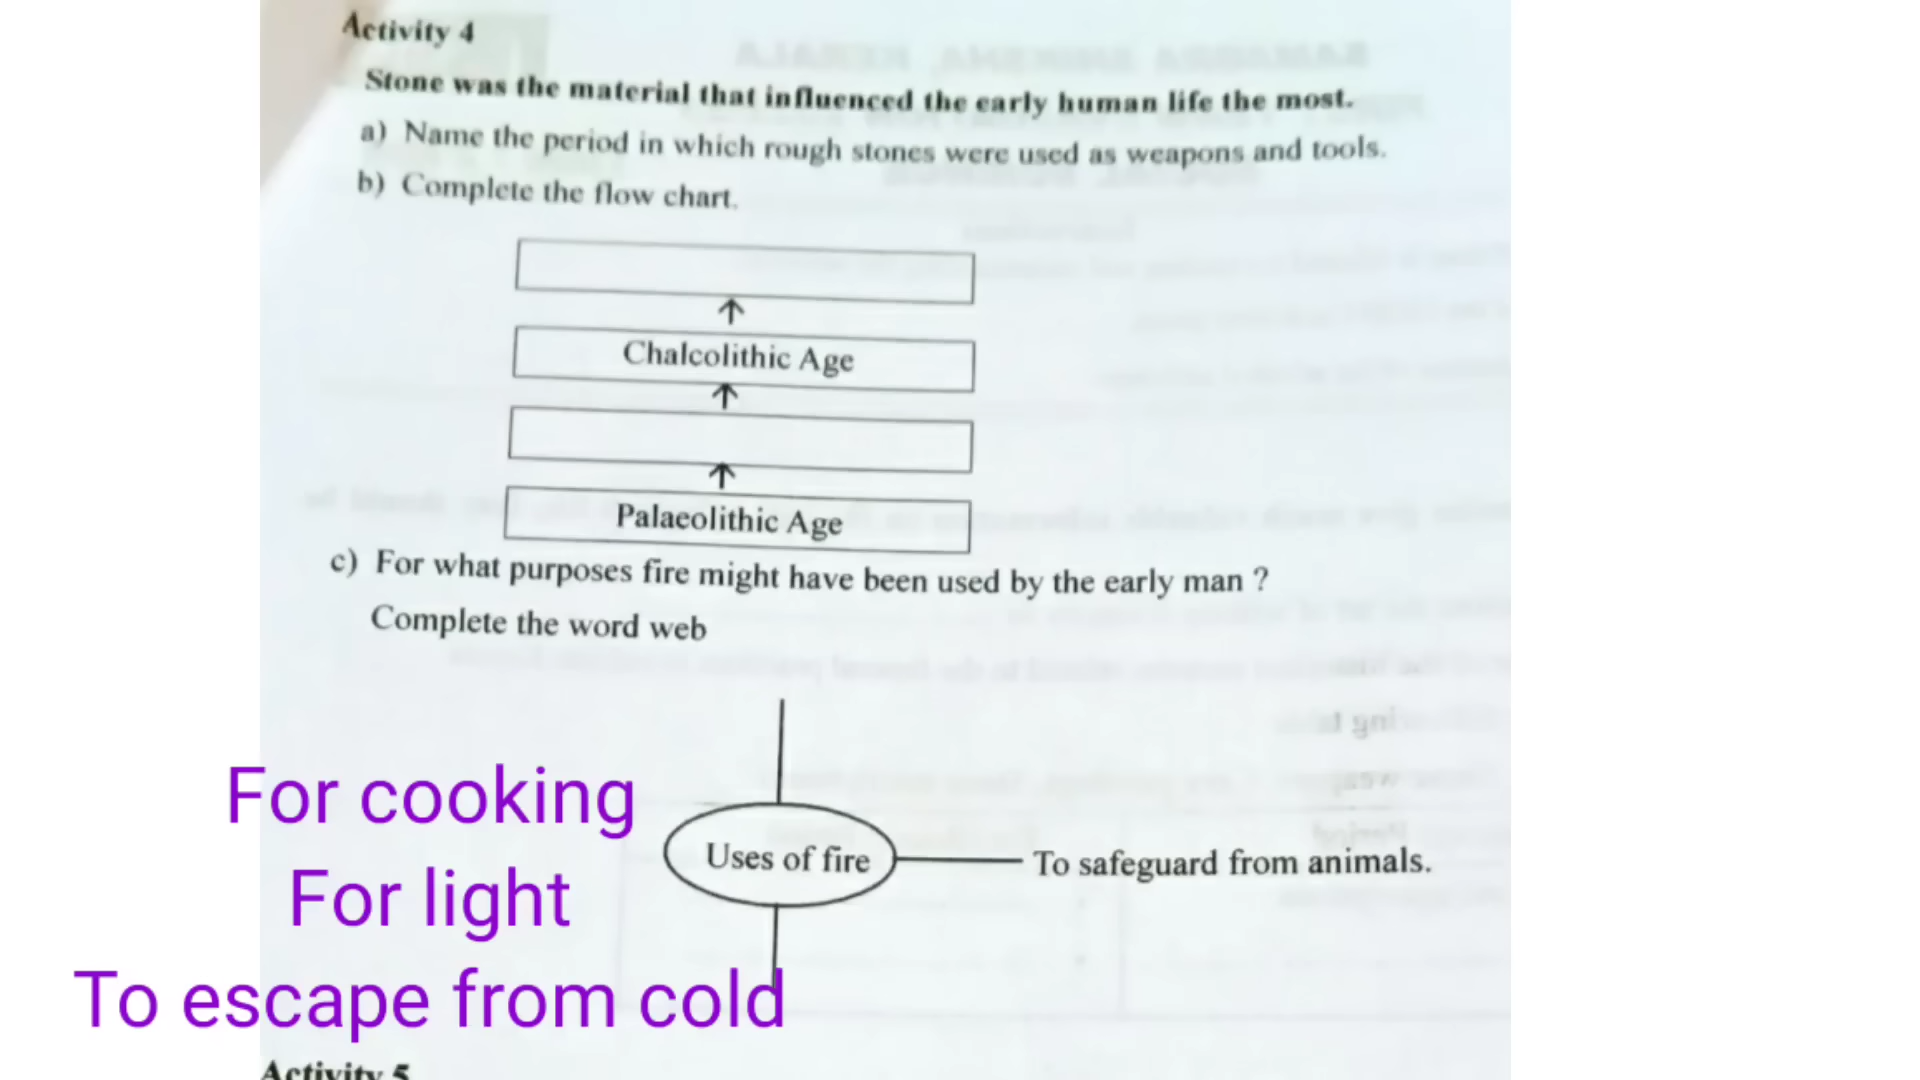 Activity 4
Stone was the material that influenced the early human life the most.
a) Name the period in which rough stones were used as weapons and tools.
b) Complete the flow chart.
Chalcolithic Age
Palaeolithic Age
c) For what purposes fire might have been used by the early man ?
Complete the word web
For cooking
Uses of fire
To safeguard from animals.
For light
To escape from cold
Activity 5